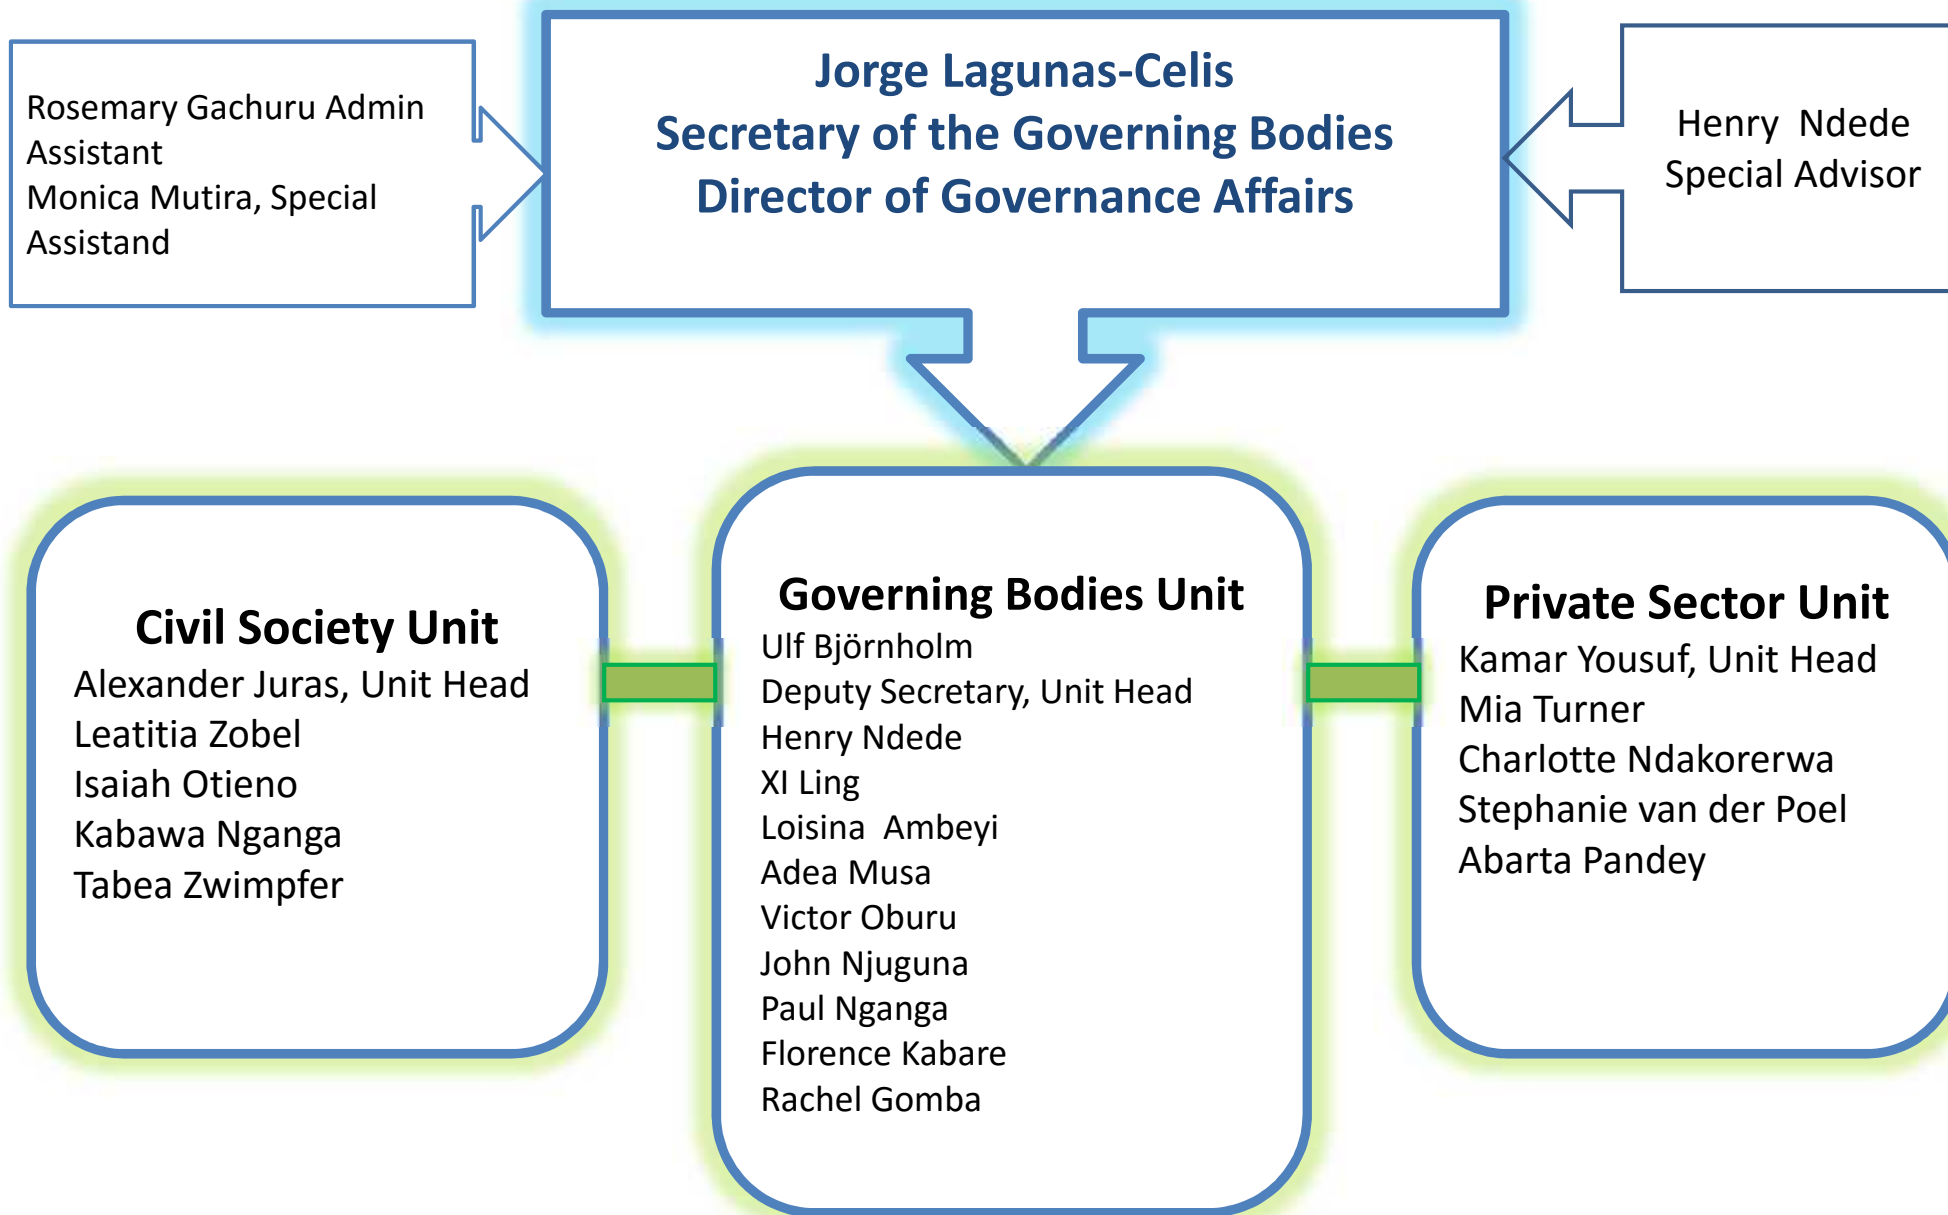 Rosemary Gachuru Admin
Assistant
Monica Mutira, Special
Assistand
Jorge Lagunas-Celis
Secretary of the Governing Bodies
Director of Governance Affairs
Henry Ndede
Special Advisor
Civil Society Unit
Alexander Juras, Unit Head
Leatitia Zobel
Isaiah Otieno
Kabawa Nganga
Tabea Zwimpfer
Governing Bodies Unit
Ulf Björnholm
Deputy Secretary, Unit Head
Henry Ndede
XI Ling
Loisina Ambeyi
Adea Musa
Victor Oburu
John Njuguna
Paul Nganga
Florence Kabare
Rachel Gomba
Private Sector Unit
Kamar Yousuf, Unit Head
Mia Turner
Charlotte Ndakorerwa
Stephanie van der Poel
Abarta Pandey